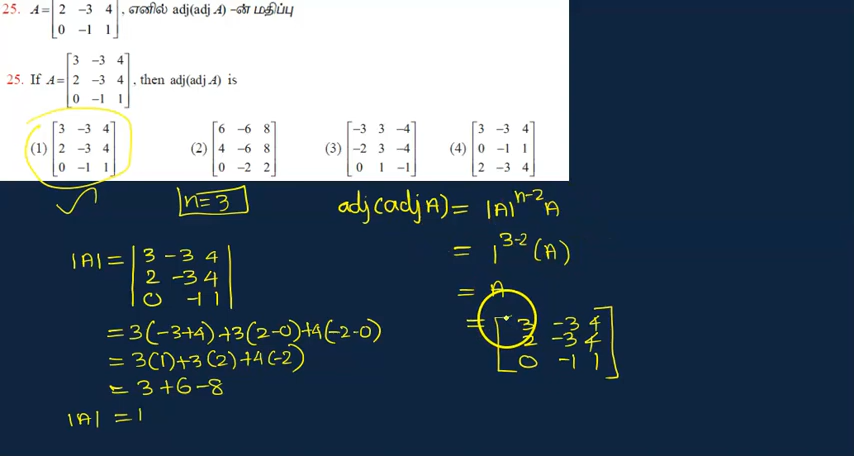 25. A = [2 −3 4] , எனில் adj(adj A) -ன் மதிப்பு
0 −1 1
3 −3 4
25. If A = 2 −3 4 , then adj(adj A) is
0 −1 1
(1) [3 −3 4; 2 −3 4; 0 −1 1] (2) [6 −6 8; 4 −6 8; 0 −2 2] (3) [−3 3 −4; −2 3 −4; 0 1 −1] (4) [3 −3 4; 0 −1 1; 2 −3 4]
n=3
adj(adj A) = |A|^{n-2} A
= 1^{3-2} (A)
= A
= [3 −3 4; 2 −3 4; 0 −1 1]
|A| = |3 −3 4; 2 −3 4; 0 −1 1|
= 3(-3+4)+3(2-0)+4(-2-0)
= 3(1)+3(2)+4(-2)
= 3+6-8
|A| = 1